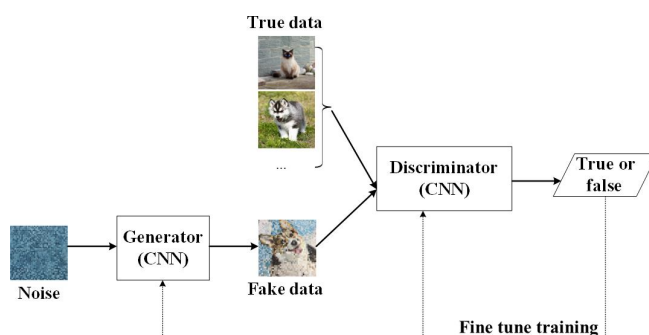 True data
...
Discriminator
(CNN)
True or
false
Generator
(CNN)
Noise
Fake data
Fine tune training